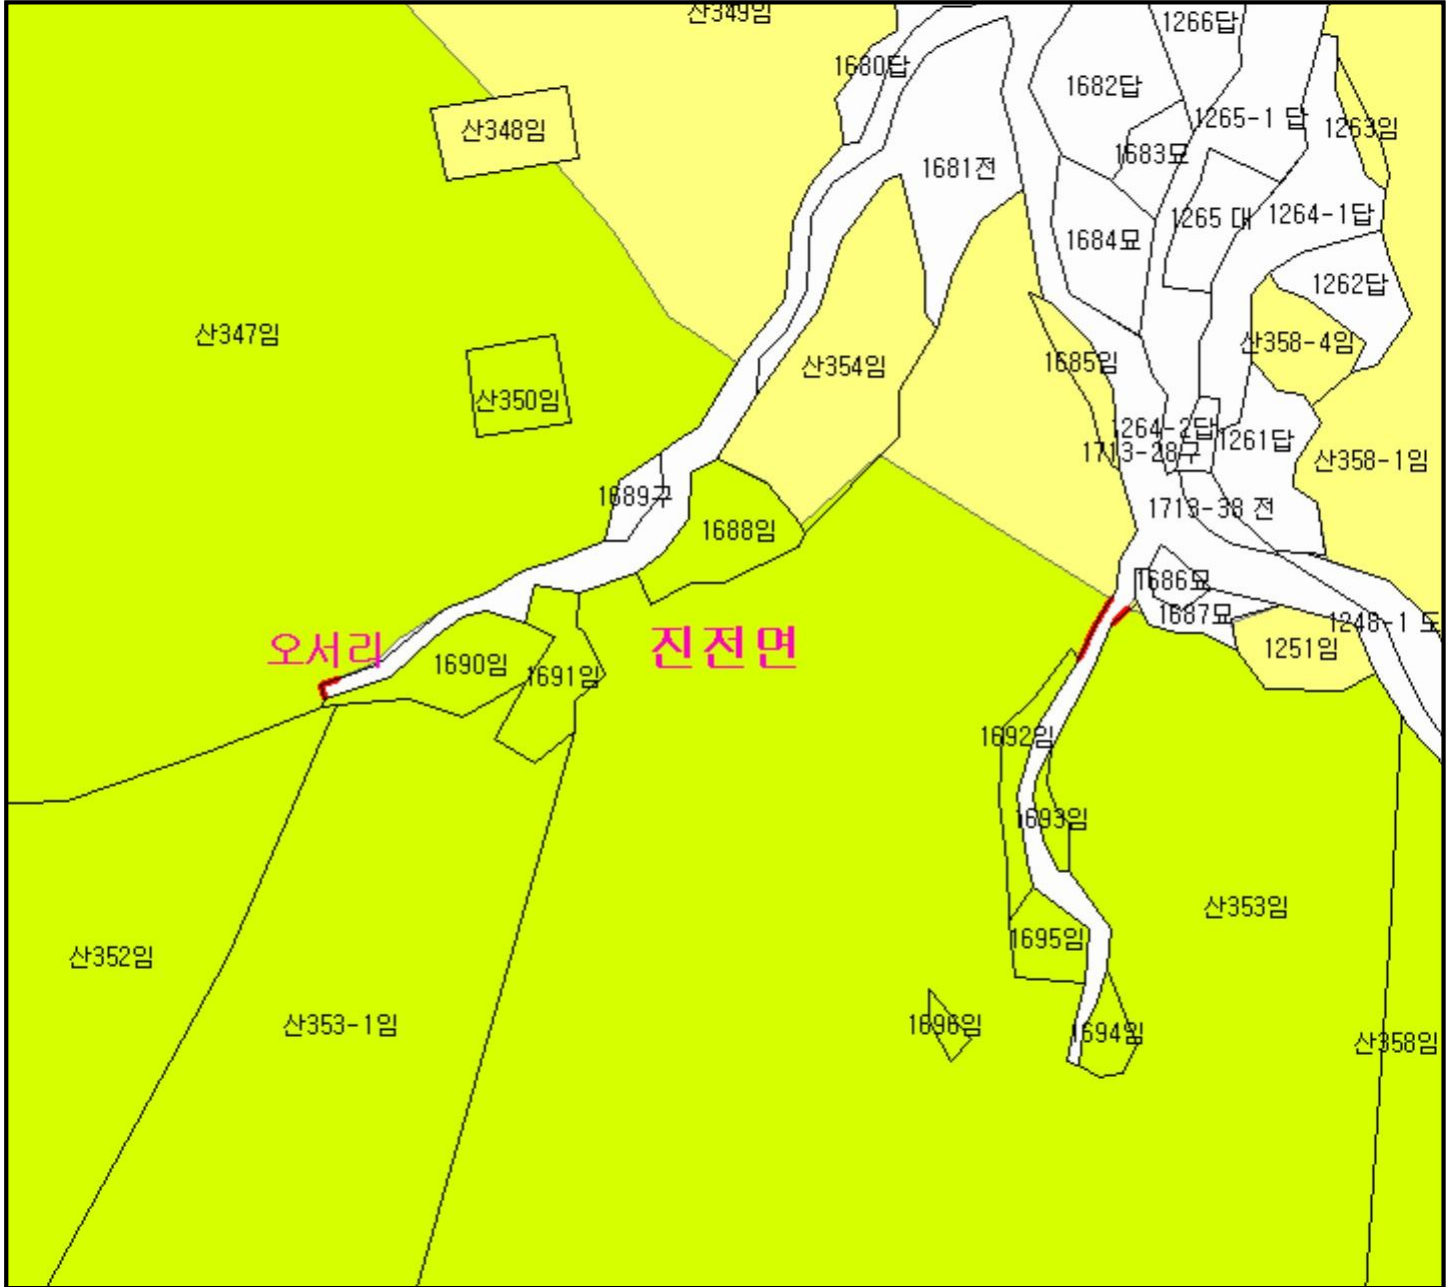 산349임
1266답
1680답
1682답
산348임
1265-1 답
1263임
1683묘
1681전
1265 대
1264-1답
1684묘
1262답
산347임
산358-4임
산354임
1685임
산350임
1264-2답
1261답
1713-28구
산358-1임
1689구
1713-38 전
1688임
1686묘
1687묘
1248-1 도
오서리
진전면
1251임
1690임
1691임
1692임
1693임
산353임
1695임
산352임
산353-1임
1696임
1694임
산358임